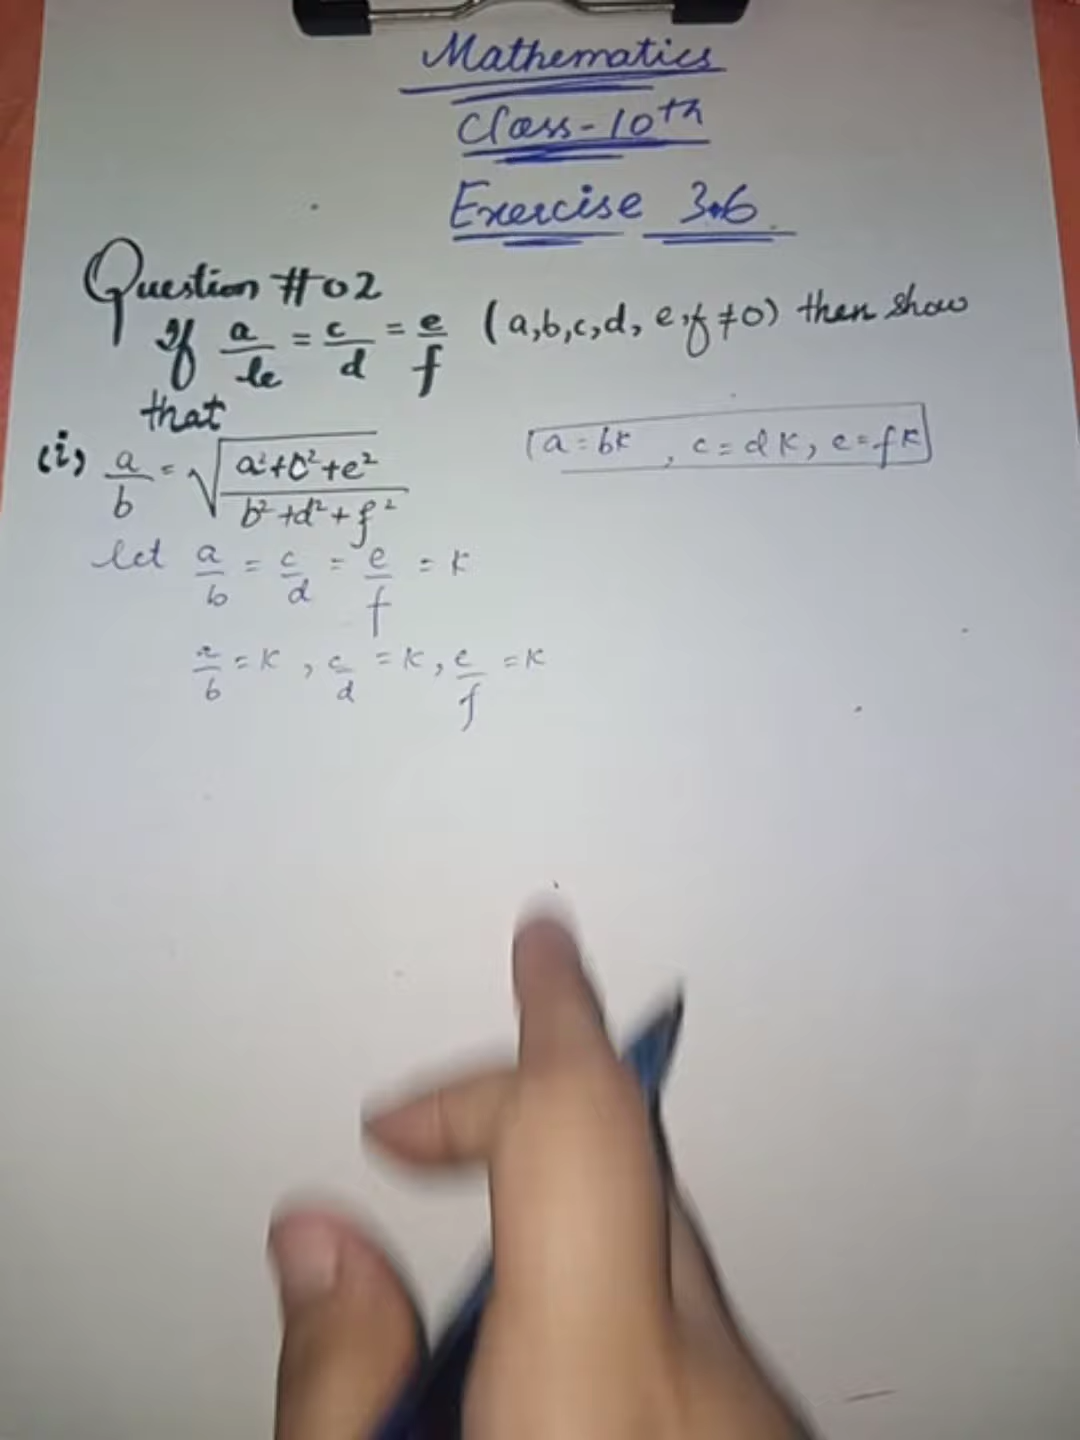 Mathematics
Class-10th
Exercise 3.6
Question #02
If a/b = c/d = e/f (a,b,c,d, e,f ≠0) then show
that
(i) a/b = √(a²+c²+e²/b²+d²+f²)
a=bk, c=dk, e=fk
let a/b = c/d = e/f = k
a/b = k, c/d = k, e/f = k